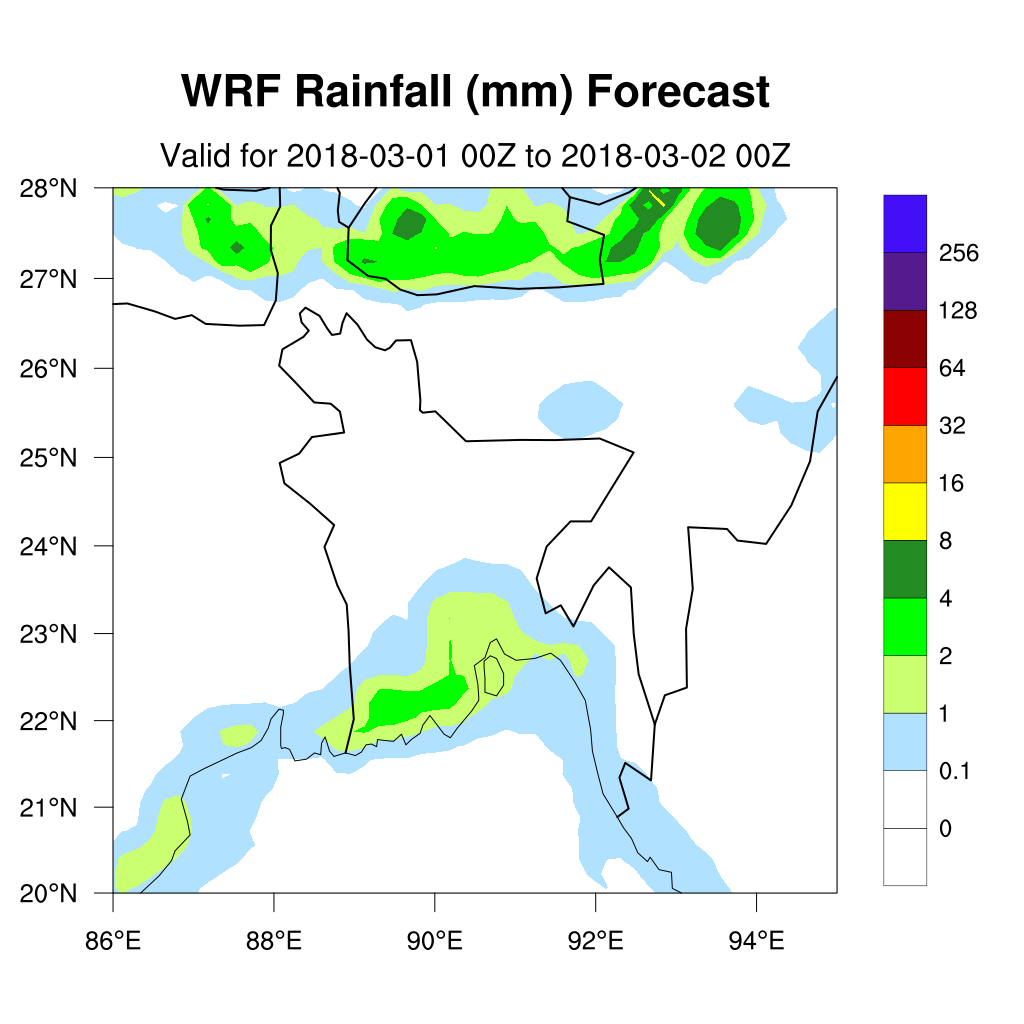 WRF Rainfall (mm) Forecast
Valid for 2018-03-01 00Z to 2018-03-02 00Z
28°N
27°N
26°N
25°N
24°N
23°N
22°N
21°N
20°N
86°E 88°E 90°E 92°E 94°E
256
128
64
32
16
8
4
2
1
0.1
0